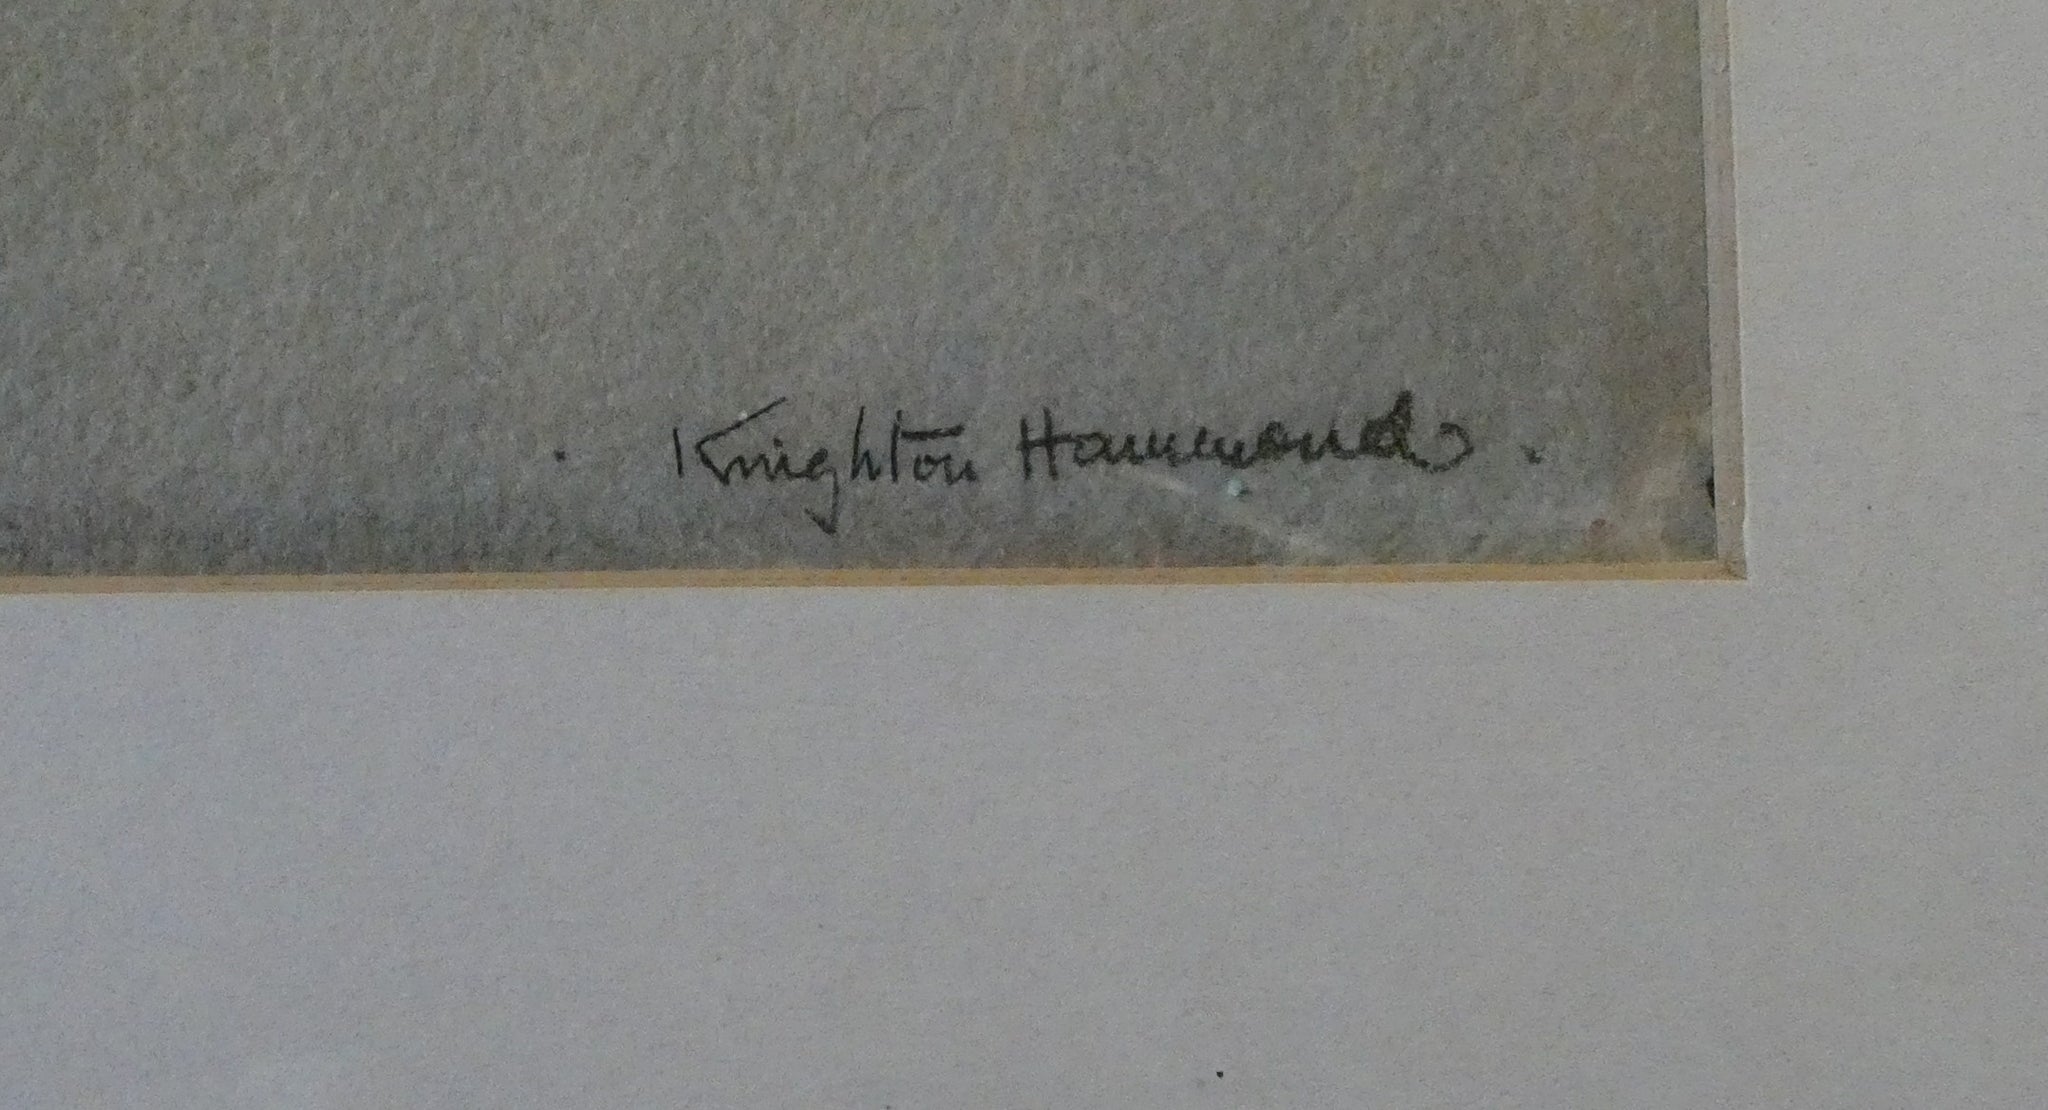 . Knighton Hammond .